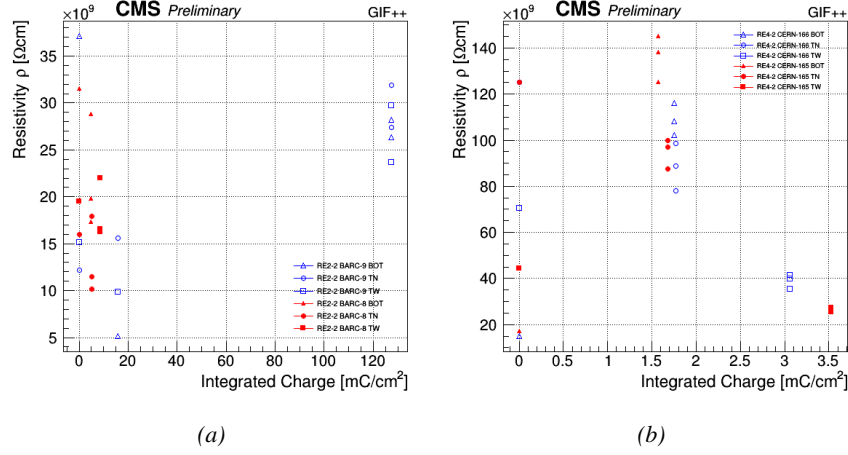 CMS Preliminary GIF++
×10⁹
Resistivity ρ [Ωcm]
40
35
30
25
20
15
10
5
0 20 40 60 80 100 120
Integrated Charge [mC/cm²]
RE2-2 BARC-9 BOT
RE2-2 BARC-9 TN
RE2-2 BARC-9 TW
RE2-2 BARC-8 BOT
RE2-2 BARC-8 TN
RE2-2 BARC-8 TW
(a)
CMS Preliminary GIF++
×10⁹
Resistivity ρ [Ωcm]
140
120
100
80
60
40
20
0 0.5 1 1.5 2 2.5 3 3.5
Integrated Charge [mC/cm²]
RE4-2 CERN-166 BOT
RE4-2 CERN-166 TN
RE4-2 CERN-166 TW
RE4-2 CERN-165 BOT
RE4-2 CERN-165 TN
RE4-2 CERN-165 TW
(b)